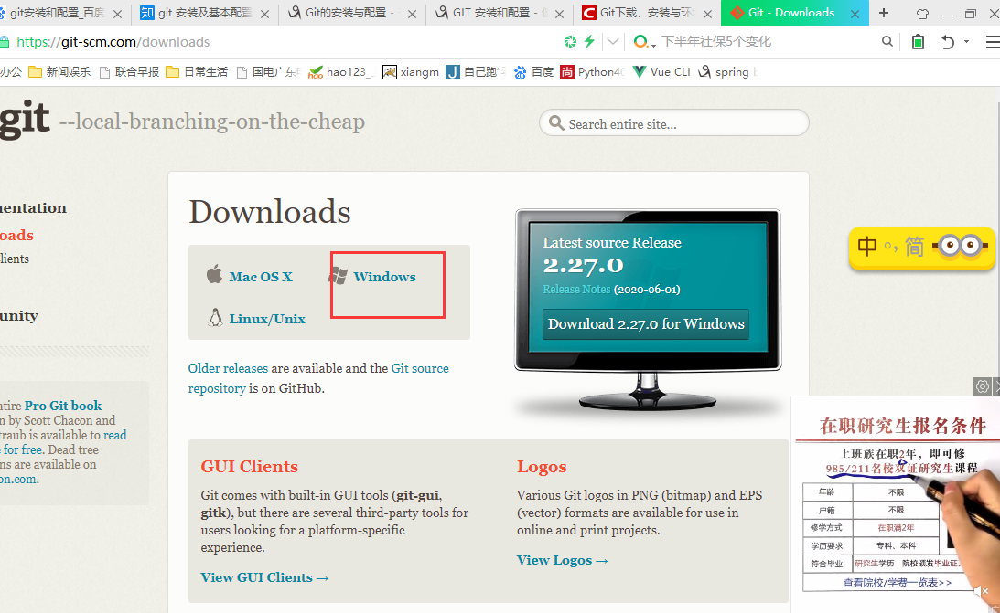 git安装和配置_百度
git 安装及基本配置
Git的安装与配置 -
GIT 安装和配置 -
Git下载、安装与环
Git - Downloads
https://git-scm.com/downloads
下半年社保5个变化
办公
新闻娱乐
联合早报
日常生活
国电广东
hao123_
xiangm
自己跑
百度
Python40
Vue CLI
spring
git --local-branching-on-the-cheap
Search entire site...
mentation
oads
lients
unity
ntire Pro Git book
n by Scott Chacon and
traub is available to read
e for free. Dead tree
ns are available on
on.com.
Downloads
Mac OS X
Windows
Linux/Unix
Older releases are available and the Git source
repository is on GitHub.
Latest source Release
2.27.0
Release Notes (2020-06-01)
Download 2.27.0 for Windows
GUI Clients
Git comes with built-in GUI tools (git-gui,
gitk), but there are several third-party tools for
users looking for a platform-specific
experience.
View GUI Clients →
Logos
Various Git logos in PNG (bitmap) and EPS
(vector) formats are available for use in
online and print projects.
View Logos →
中 °, 简
在职研究生报名条件
上班族在职2年，即可修
985/211名校双证研究生课程
年龄 不限
户籍 不限
修学方式 在职满2年
学历要求 专科、本科
符合毕业 研究生学历，院校颁发毕业证
查看院校/学费一览表>>